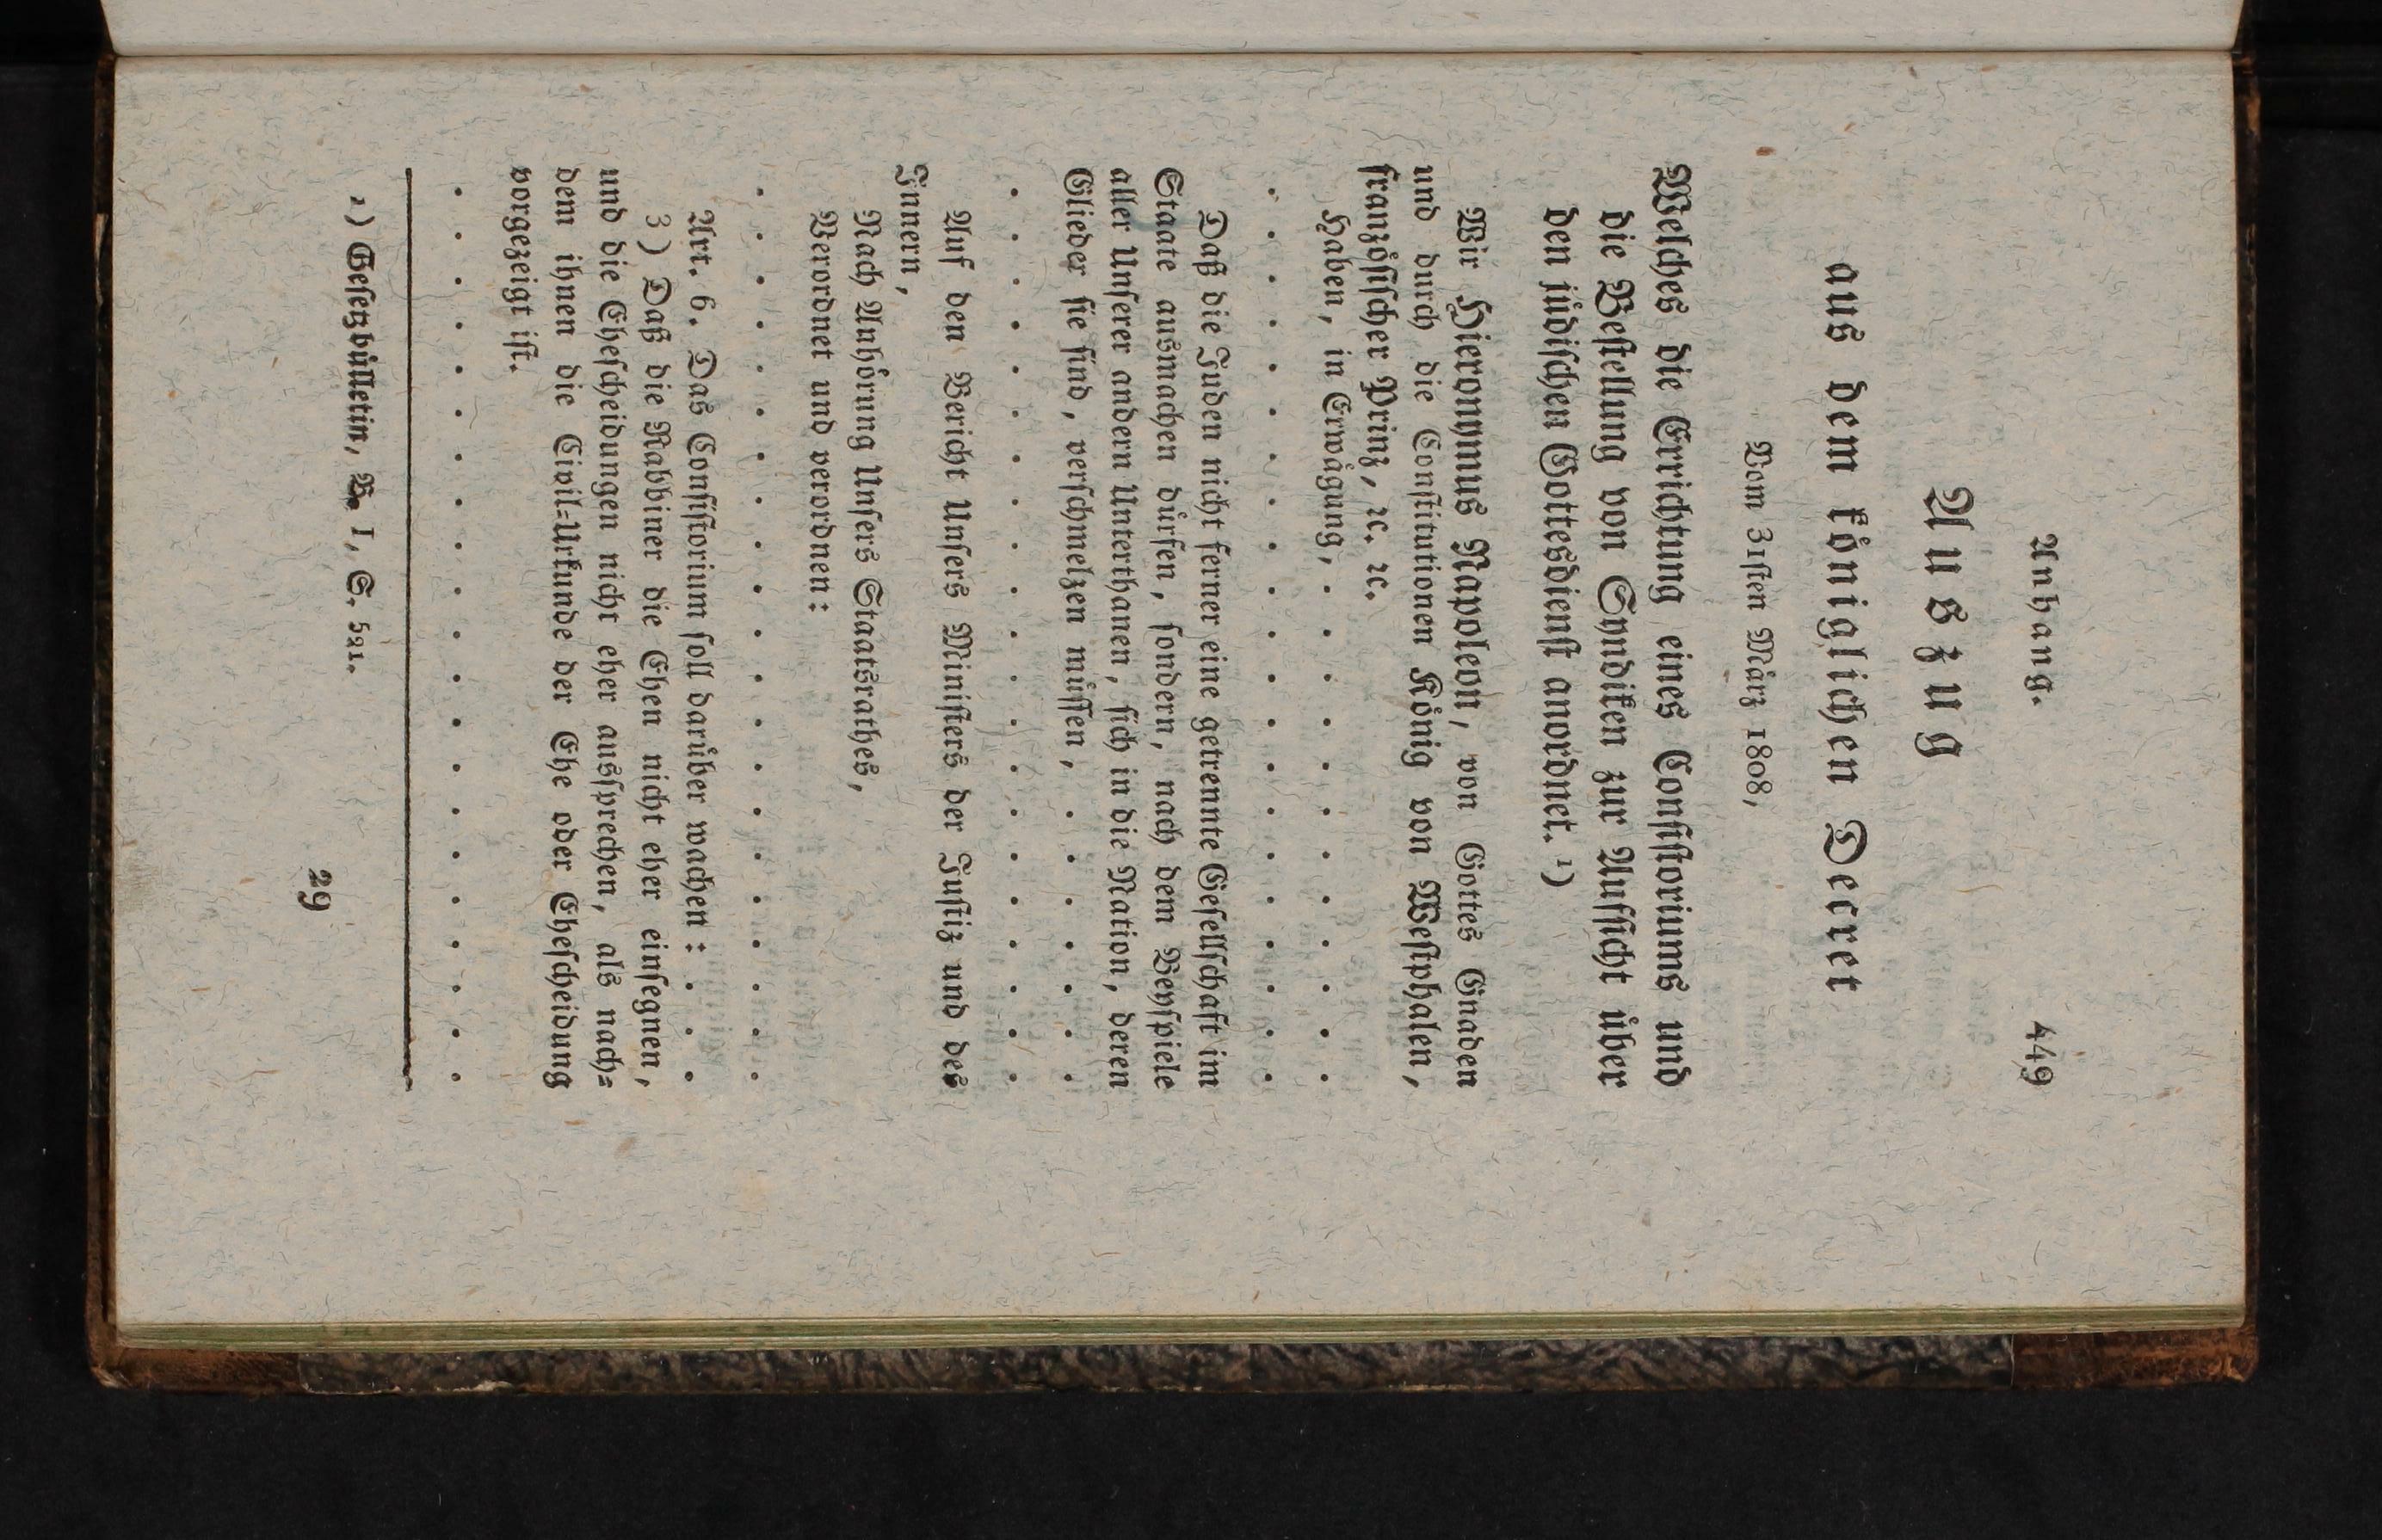 Anhang. 449
Auszug
aus dem königlichen Decret
Vom 31sten März 1808,
Welches die Errichtung eines Consistoriums und
die Bestellung von Syndiken zur Aufsicht über
den jüdischen Gottesdienst anordnet. ¹)
Wir Hieronymus Napoleon, von Gottes Gnaden
und durch die Constitutionen König von Westphalen,
französischer Prinz, ꝛc. ꝛc.
Haben, in Erwägung, . . . . . . . . . . . .
. . . . . . . . . . . . . . . . . . . . .
Daß die Juden nicht ferner eine getrennte Gesellschaft im
Staate ausmachen dürfen, sondern, nach dem Beyspiele
aller Unserer andern Unterthanen, sich in die Nation, deren
Glieder sie sind, verschmelzen müssen, . . . . . . .
. . . . . . . . . . . . . . . . . . . . .
Auf den Bericht Unsers Ministers der Justiz und des
Innern,
Nach Anhörung Unsers Staatsrathes,
Verordnet und verordnen:
. . . . . . . . . . . . . . . . . . . . .
Art. 6. Das Consistorium soll darüber wachen: . . .
3) Daß die Rabbiner die Ehen nicht eher einsegnen,
und die Ehescheidungen nicht eher aussprechen, als nach=
dem ihnen die Civil=Urkunde der Ehe oder Ehescheidung
vorgezeigt ist.
. . . . . . . . . . . . . . . . . . . . .
¹) Gesetzbülletin, B. I, S. 521.
29